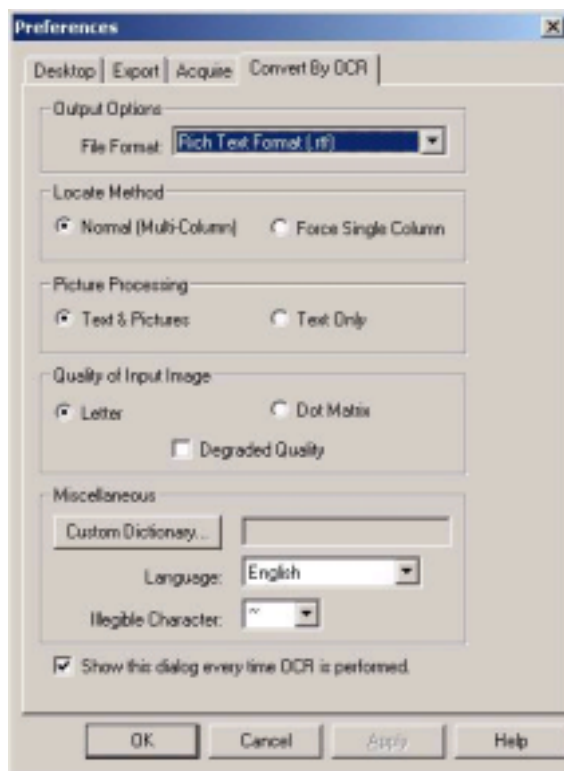 Preferences
Desktop Export Acquire Convert By OCR
Output Options
File Format: Rich Text Format (.rtf)
Locate Method
Normal (Multi-Column) Force Single Column
Picture Processing
Text & Pictures Text Only
Quality of Input Image
Letter Dot Matrix
Degraded Quality
Miscellaneous
Custom Dictionary...
Language: English
Illegible Character: ~
Show this dialog every time OCR is performed.
OK Cancel Apply Help